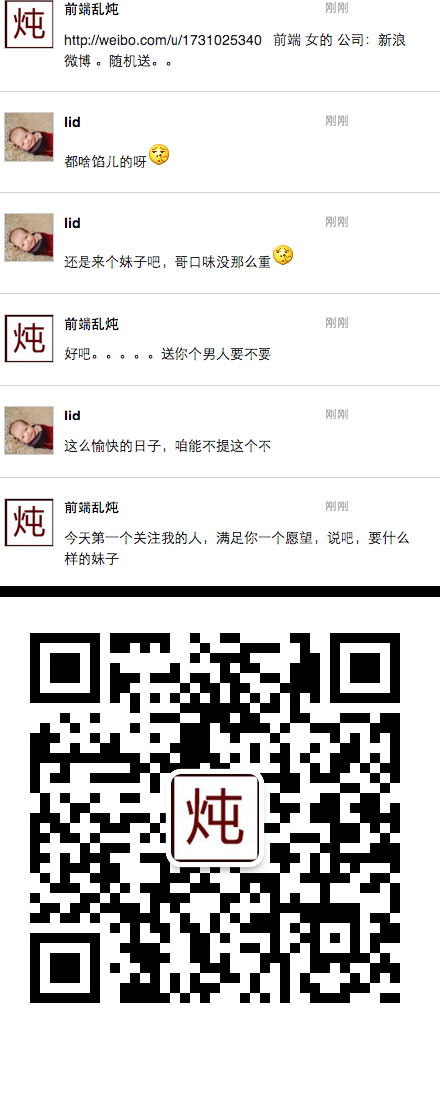 炖
前端乱炖 刚刚
http://weibo.com/u/1731025340 前端 女的 公司：新浪
微博 。随机送。。
lid 刚刚
都啥馅儿的呀
lid 刚刚
还是来个妹子吧，哥口味没那么重
炖
前端乱炖 刚刚
好吧。。。。。送你个男人要不要
lid 刚刚
这么愉快的日子，咱能不提这个不
炖
前端乱炖 刚刚
今天第一个关注我的人，满足你一个愿望，说吧，要什么
样的妹子
炖